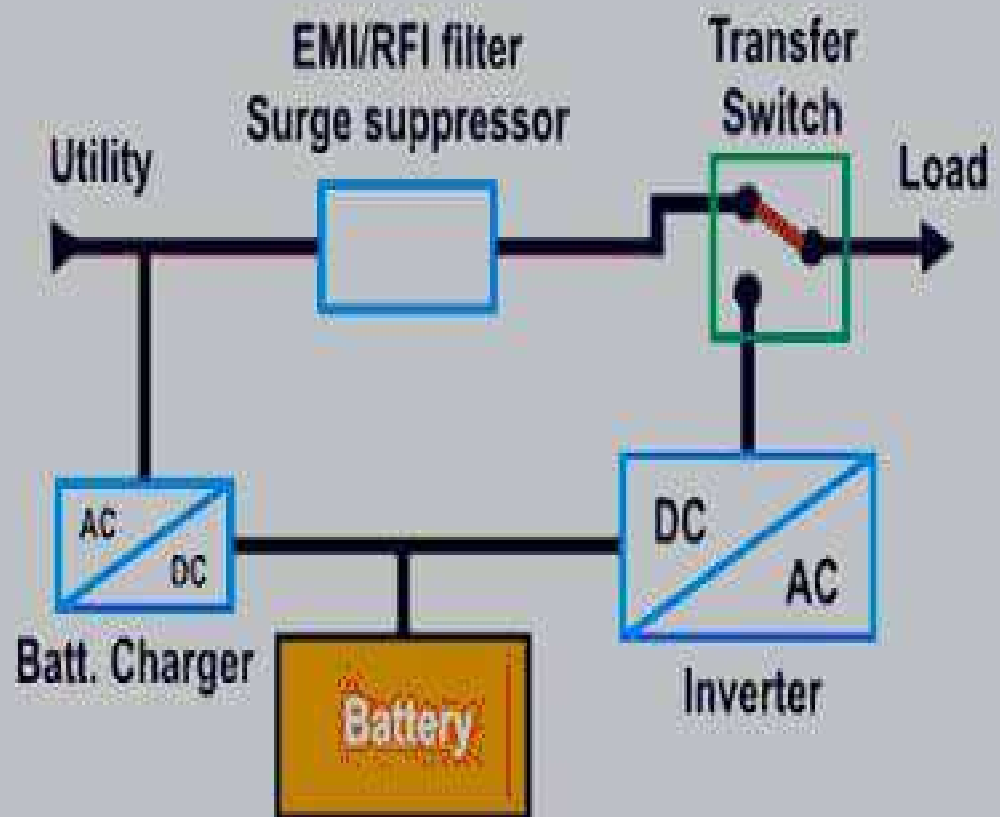 EMI/RFI filter
Surge suppressor
Transfer
Switch
Utility
Load
AC
DC
Batt. Charger
Battery
DC
AC
Inverter